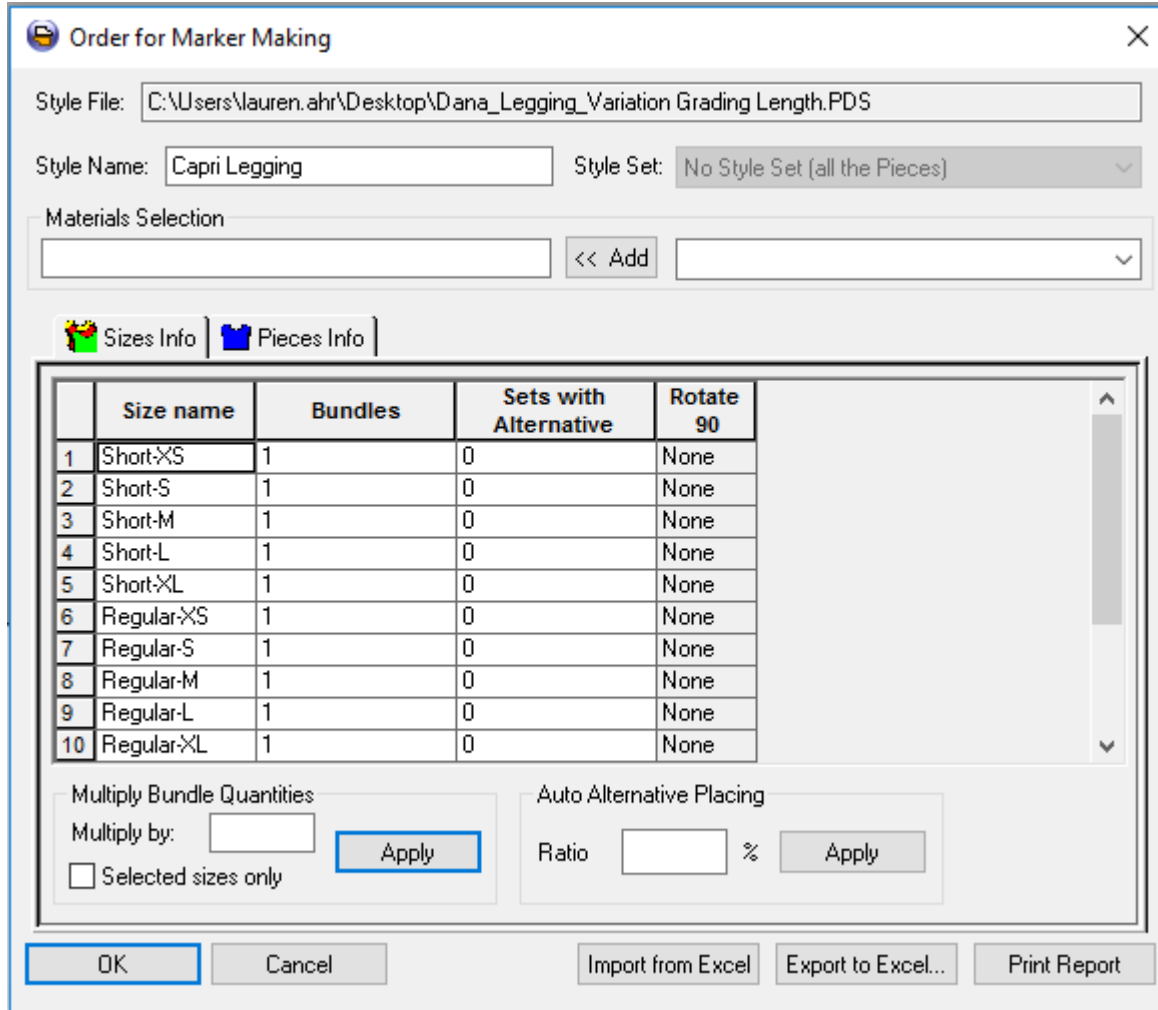 Order for Marker Making
Style File: C:\Users\lauren.ahr\Desktop\Dana_Legging_Variation Grading Length.PDS
Style Name: Capri Legging Style Set: No Style Set (all the Pieces)
Materials Selection
<< Add
Sizes Info Pieces Info
Size name Bundles Sets with Alternative Rotate 90
1 Short-XS 1 0 None
2 Short-S 1 0 None
3 Short-M 1 0 None
4 Short-L 1 0 None
5 Short-XL 1 0 None
6 Regular-XS 1 0 None
7 Regular-S 1 0 None
8 Regular-M 1 0 None
9 Regular-L 1 0 None
10 Regular-XL 1 0 None
Multiply Bundle Quantities Auto Alternative Placing
Multiply by: Apply Ratio % Apply
Selected sizes only
OK Cancel Import from Excel Export to Excel... Print Report